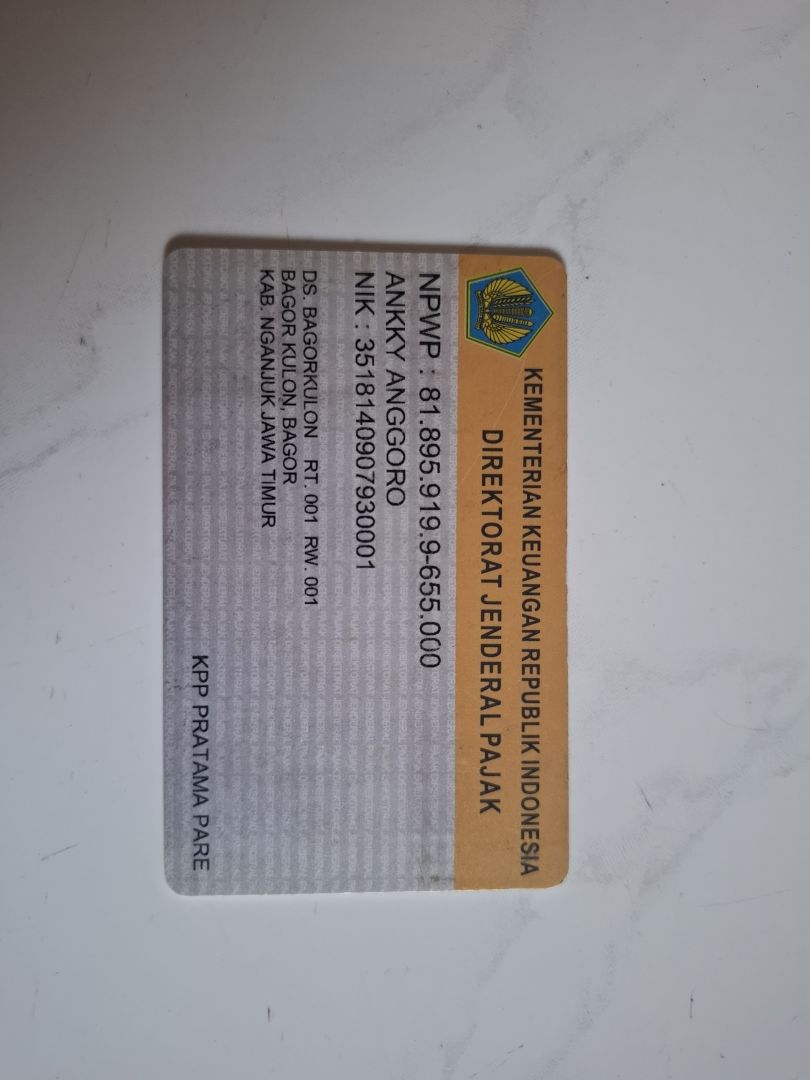 KEMENTERIAN KEUANGAN REPUBLIK INDONESIA
DIREKTORAT JENDERAL PAJAK
NPWP : 81.895.919.9-655.000
ANKKY ANGGORO
NIK : 3518140907930001
DS. BAGORKULON RT. 001 RW. 001
BAGOR KULON, BAGOR
KAB. NGANJUK JAWA TIMUR
KPP PRATAMA PARE